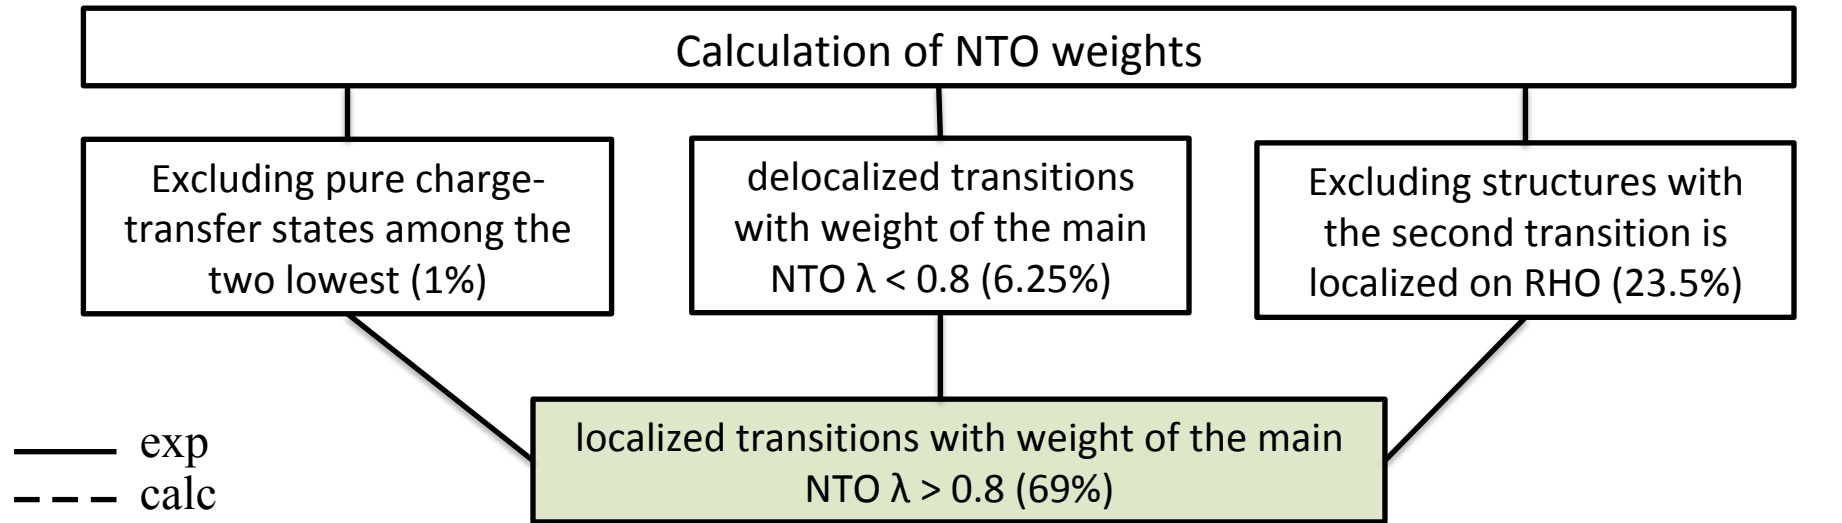 Calculation of NTO weights
Excluding pure charge-
transfer states among the
two lowest (1%)
delocalized transitions
with weight of the main
NTO λ < 0.8 (6.25%)
Excluding structures with
the second transition is
localized on RHO (23.5%)
localized transitions with weight of the main
NTO λ > 0.8 (69%)
exp
calc